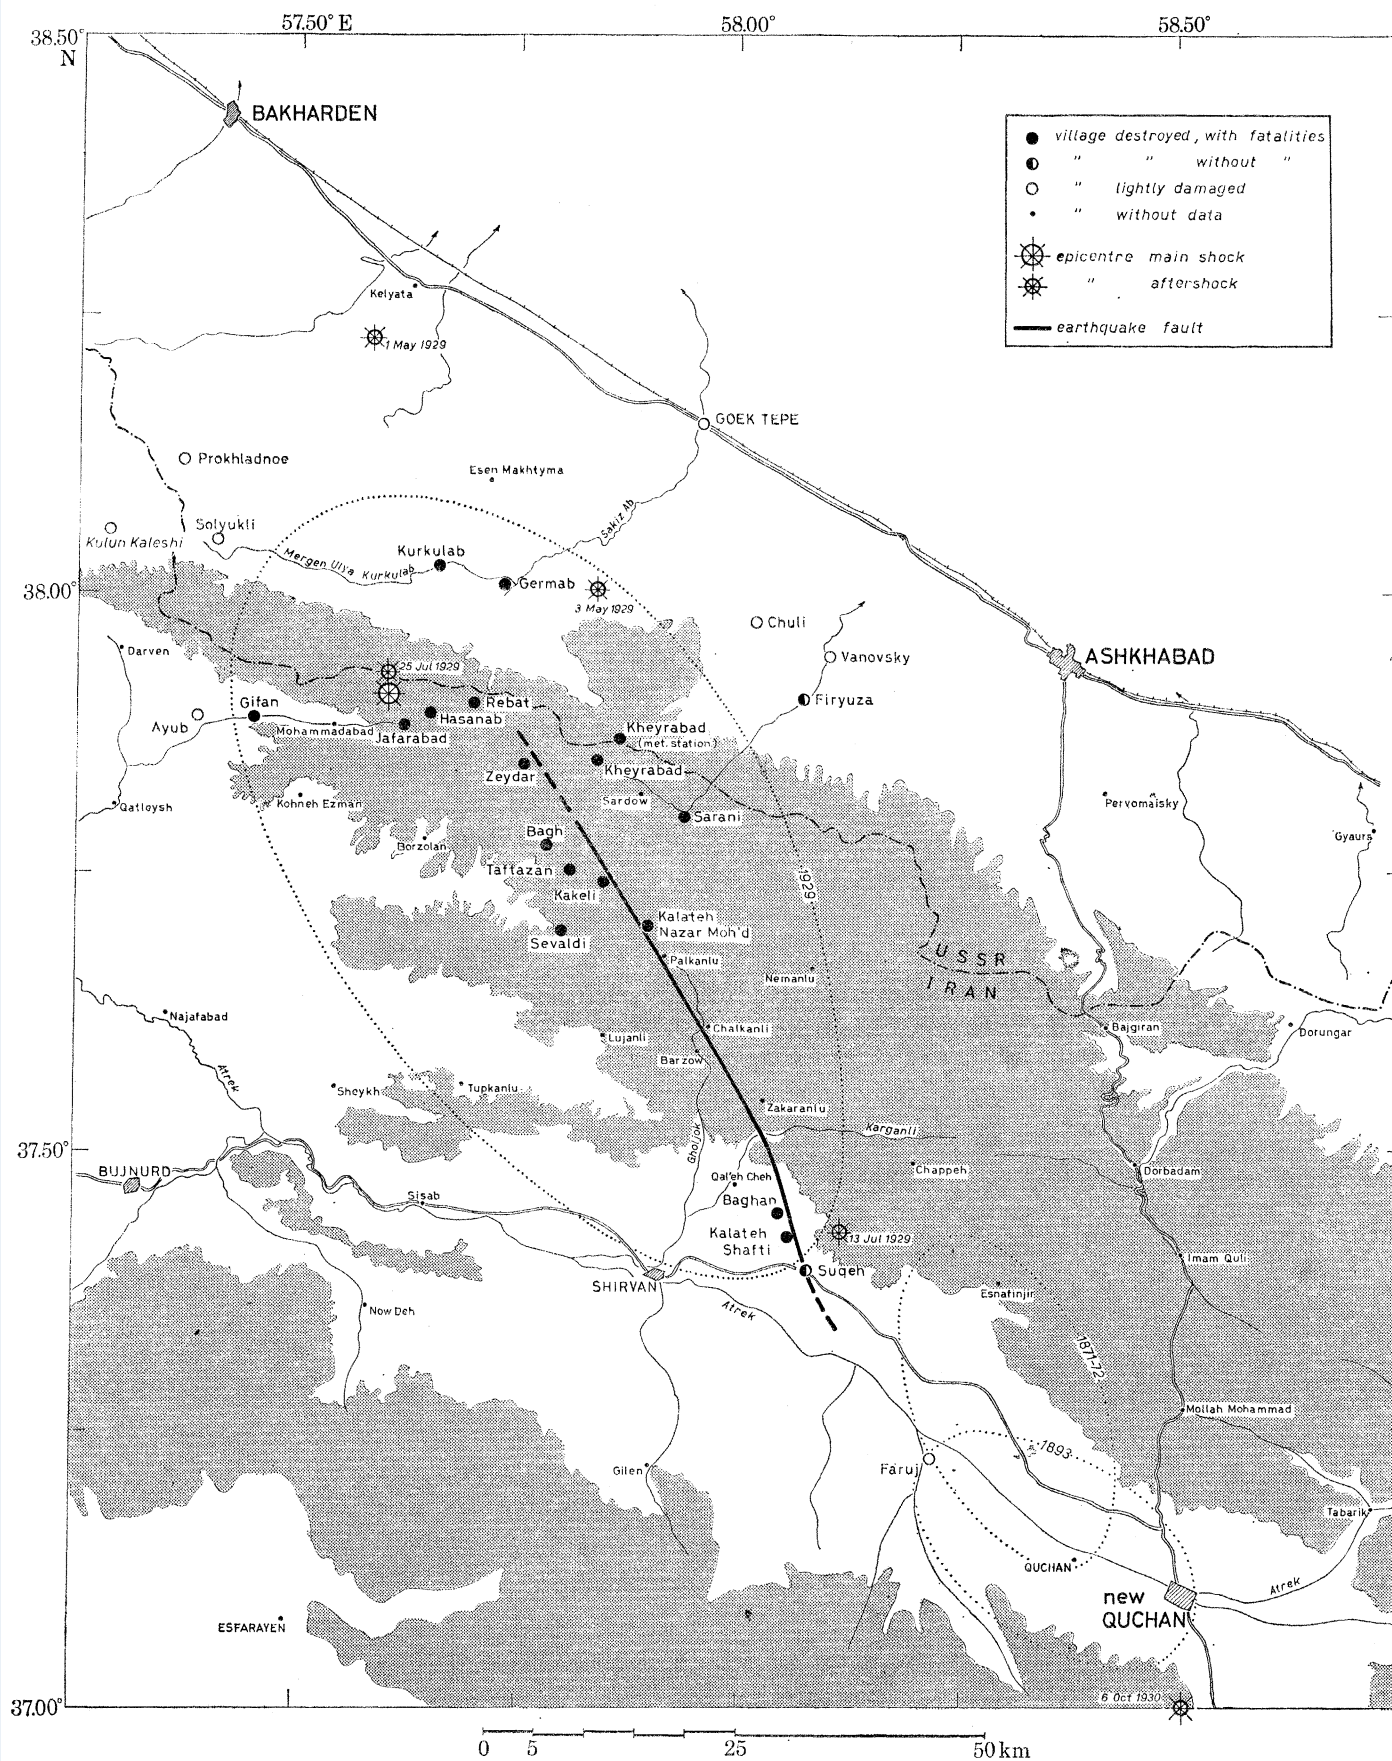 57.50° E
58.00°
58.50°
38.50°
N
BAKHARDEN
village destroyed, with fatalities
" " without "
" lightly damaged
" without data
epicentre main shock
" aftershock
earthquake fault
Kelyata
1 May 1929
GOEK TEPE
Prokhladnoe
Esen Makhtyma
Sakiz Ab
Kulun Kaleshi
Solyukli
Mergen Ulya Kurkulab
Kurkulab
Germab
38.00°
3 May 1929
Chuli
Vanovsky
ASHKHABAD
Darven
25 Jul 1929
Firyuza
Gifan
Rebat
Ayub
Mohammadabad
Hasanab
Jafarabad
Kheyrabad
(met. station)
Zeydar
Kheyrabad
Qatloysh
Kohneh Ezman
Sardow
Pervomaisky
Sarani
Gyaurs
Borzolan
Bagh
Taftazan
Kakeli
1929
Kalateh
Nazar Moh'd
Sevaldi
Palkanlu
USSR
IRAN
Nemanlu
Najafabad
Chalkanli
Bajgiran
Dorungar
Lujanli
Barzow
Atrek
Sheykh
Tupkanlu
Zakaranlu
Karganli
37.50°
Gholjok
BUJNURD
Qal'eh Cheh
Chappeh
Dorbadam
Sisab
Baghan
Kalateh
Shafti
13 Jul 1929
Imam Quli
Suqeh
SHIRVAN
Esnafinjir
Now Deh
Atrek
1871-72
Mollah Mohammad
1893
Gilen
Faruj
Tabarik
QUCHAN
Atrek
new
QUCHAN
ESFARAYEN
6 Oct 1930
37.00°
0 5 25 50 km